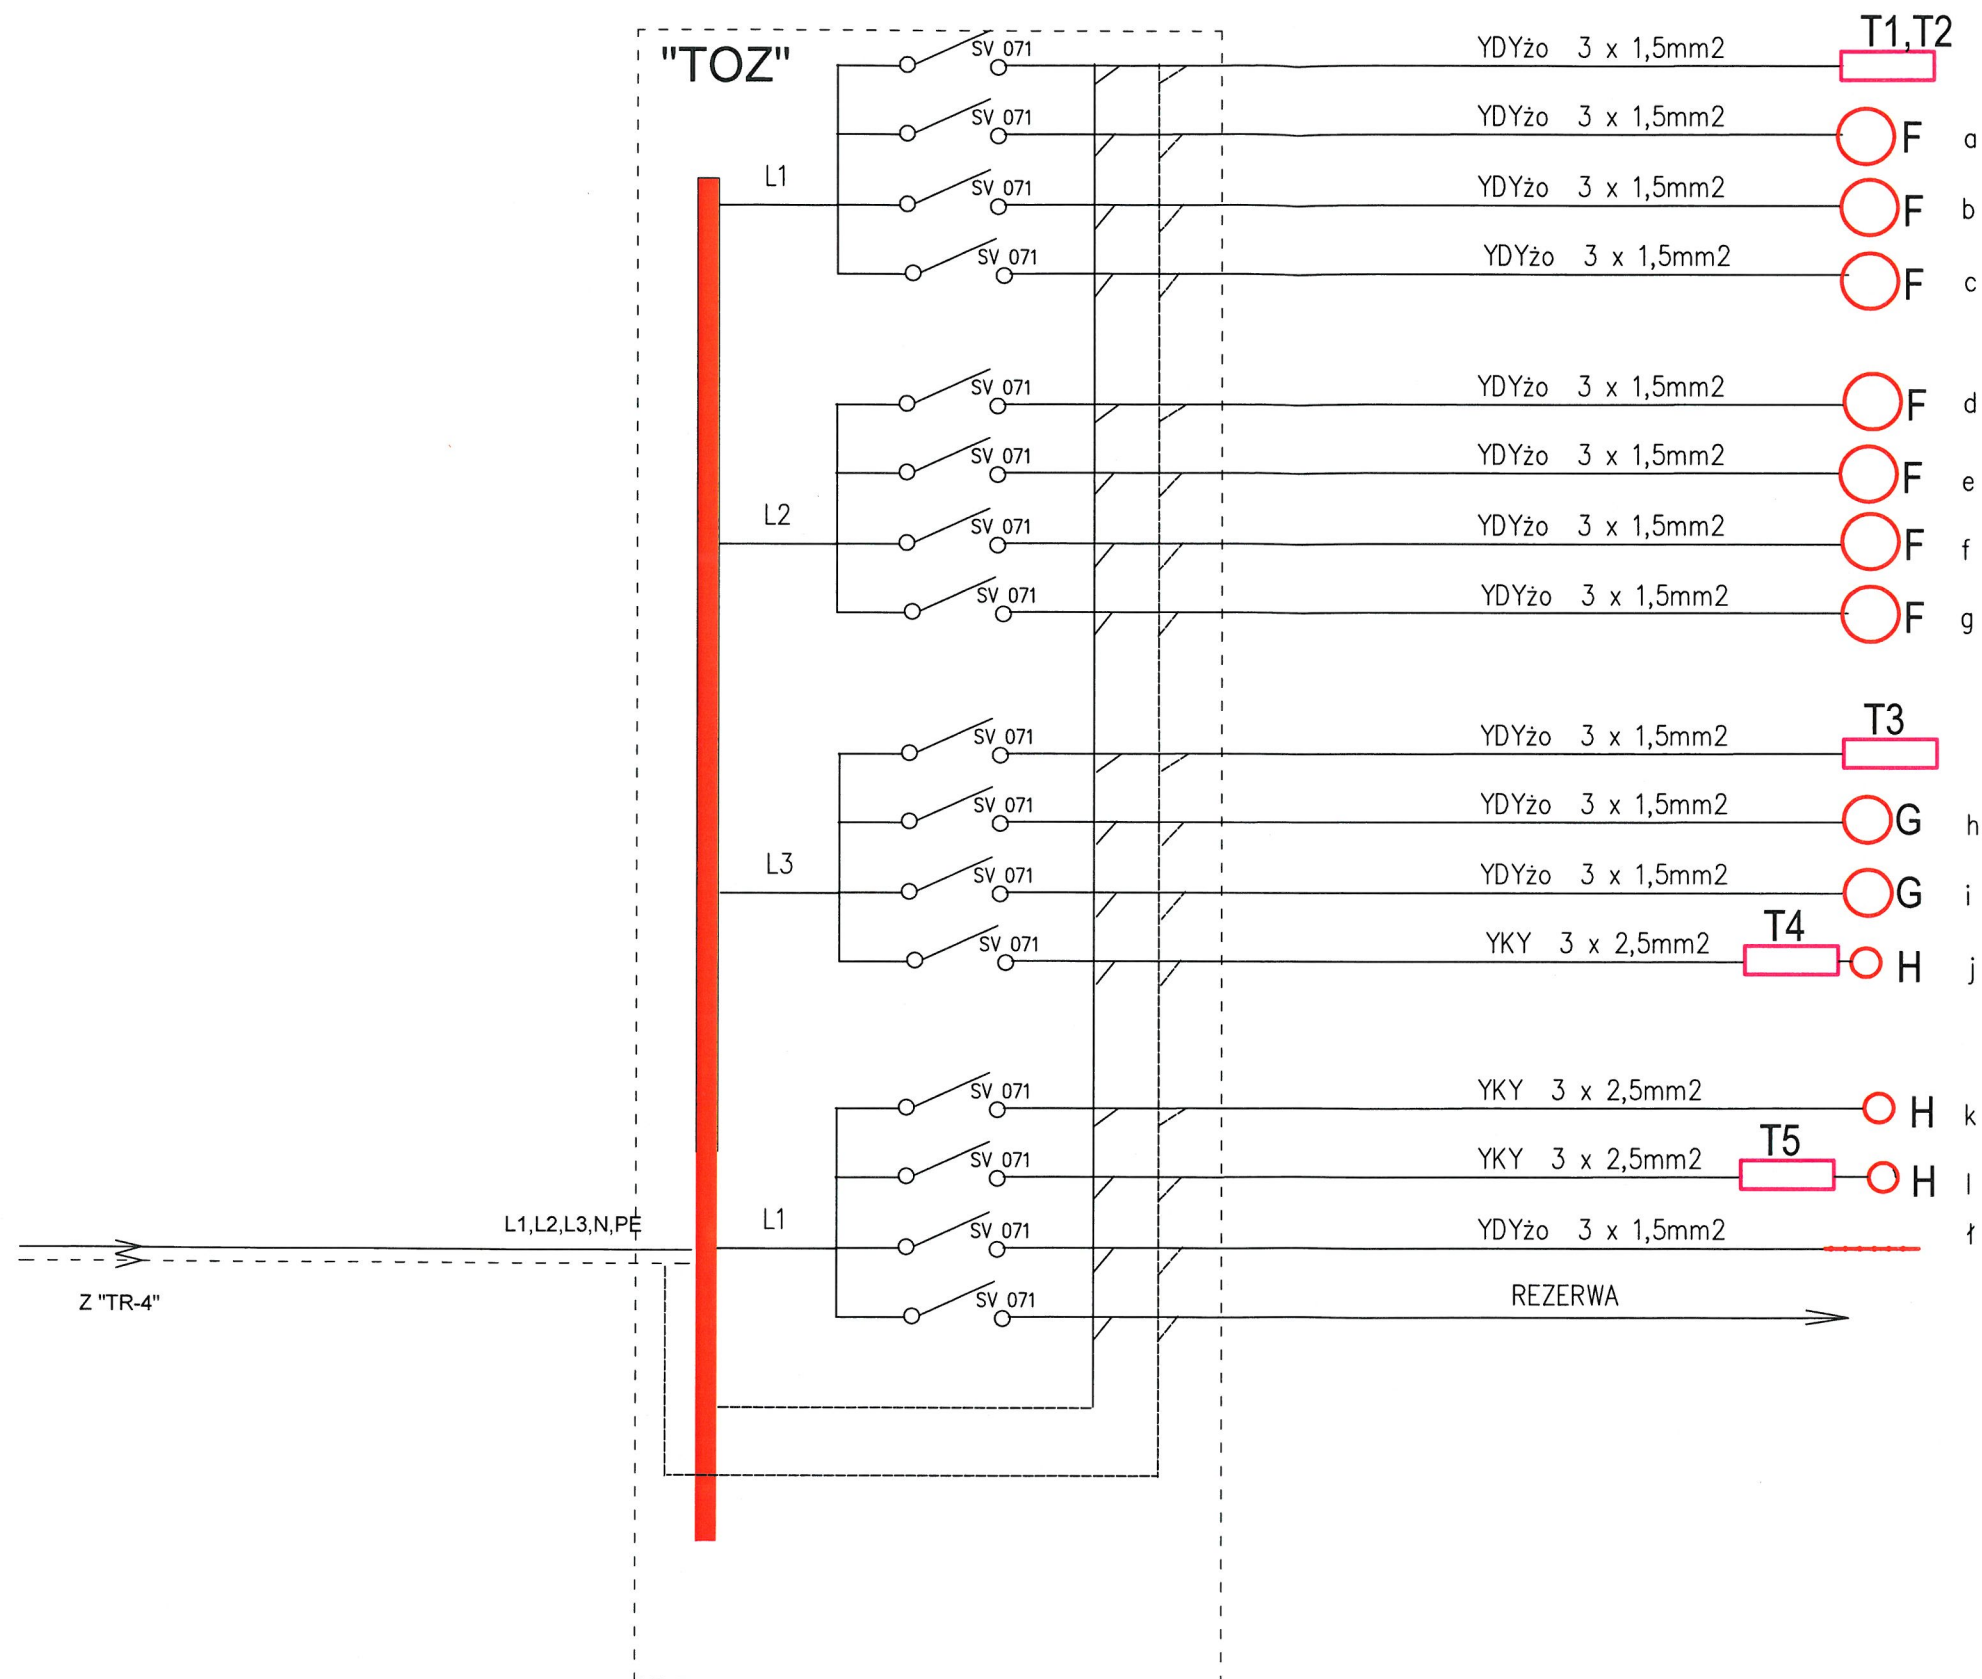 "TOZ"
SV 071 YDYżo 3 x 1,5mm2 T1,T2
SV 071 YDYżo 3 x 1,5mm2 F a
L1 SV 071 YDYżo 3 x 1,5mm2 F b
SV 071 YDYżo 3 x 1,5mm2 F c
SV 071 YDYżo 3 x 1,5mm2 F d
SV 071 YDYżo 3 x 1,5mm2 F e
L2 SV 071 YDYżo 3 x 1,5mm2 F f
SV 071 YDYżo 3 x 1,5mm2 F g
SV 071 YDYżo 3 x 1,5mm2 T3
SV 071 YDYżo 3 x 1,5mm2 G h
L3 SV 071 YDYżo 3 x 1,5mm2 G i
SV 071 YKY 3 x 2,5mm2 T4 H j
SV 071 YKY 3 x 2,5mm2 H k
SV 071 YKY 3 x 2,5mm2 T5 H l
L1,L2,L3,N,PE L1 SV 071 YDYżo 3 x 1,5mm2 ł
Z "TR-4" SV 071 REZERWA